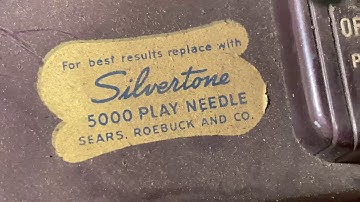 For best results replace with
Silvertone
5000 PLAY NEEDLE
SEARS, ROEBUCK AND CO.